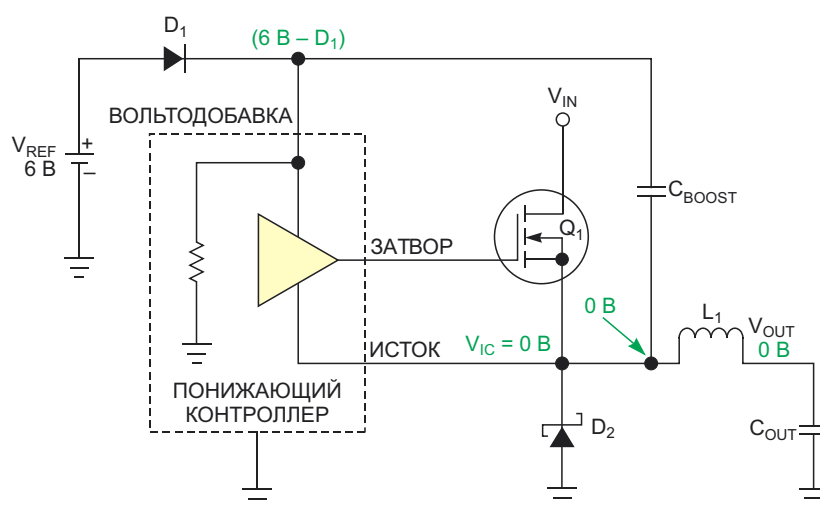 D1
(6 В – D1)
ВОЛЬТОДОБАВКА
VIN
VREF
6 В
+
–
CBOOST
Q1
ЗАТВОР
0 В
L1
VOUT
0 В
ИСТОК
VIC = 0 В
ПОНИЖАЮЩИЙ
КОНТРОЛЛЕР
D2
COUT